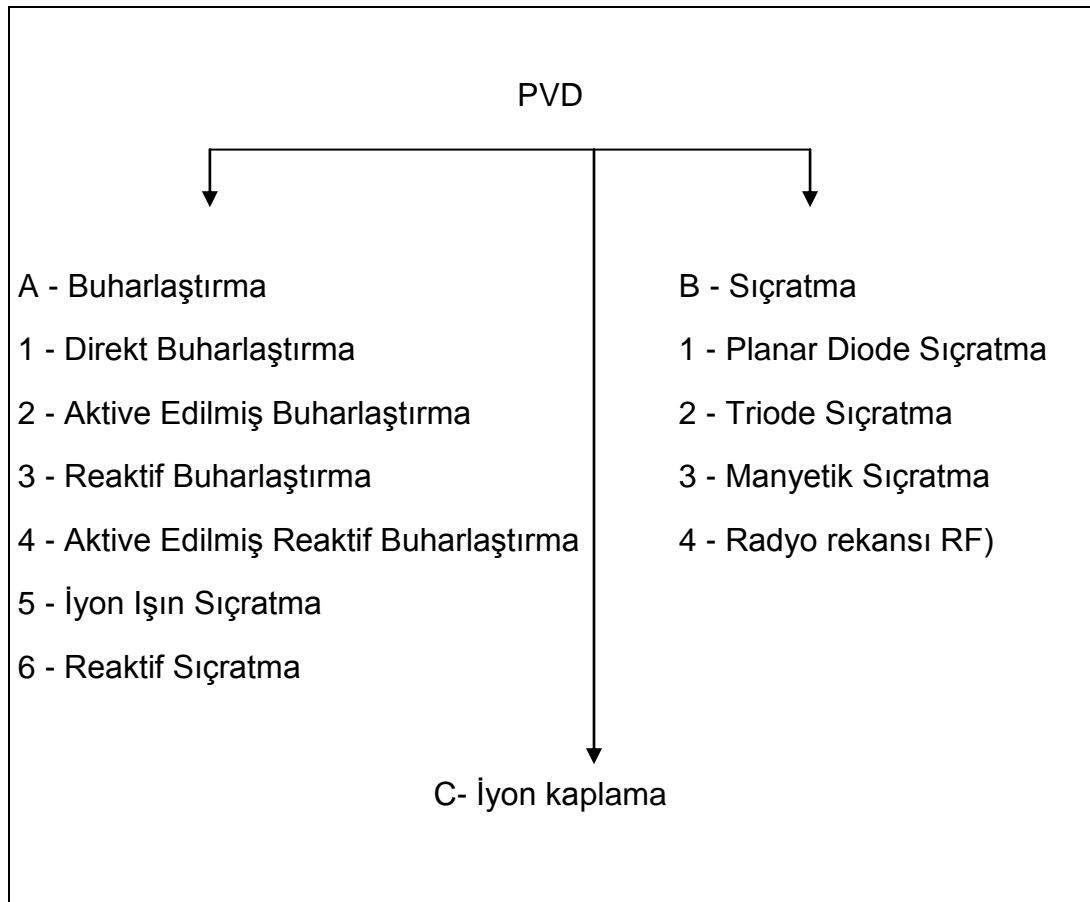 PVD
A - Buharlaştırma
1 - Direkt Buharlaştırma
2 - Aktive Edilmiş Buharlaştırma
3 - Reaktif Buharlaştırma
4 - Aktive Edilmiş Reaktif Buharlaştırma
5 - İyon Işın Sıçratma
6 - Reaktif Sıçratma
B - Sıçratma
1 - Planar Diode Sıçratma
2 - Triode Sıçratma
3 - Manyetik Sıçratma
4 - Radyo rekansı RF)
C- İyon kaplama